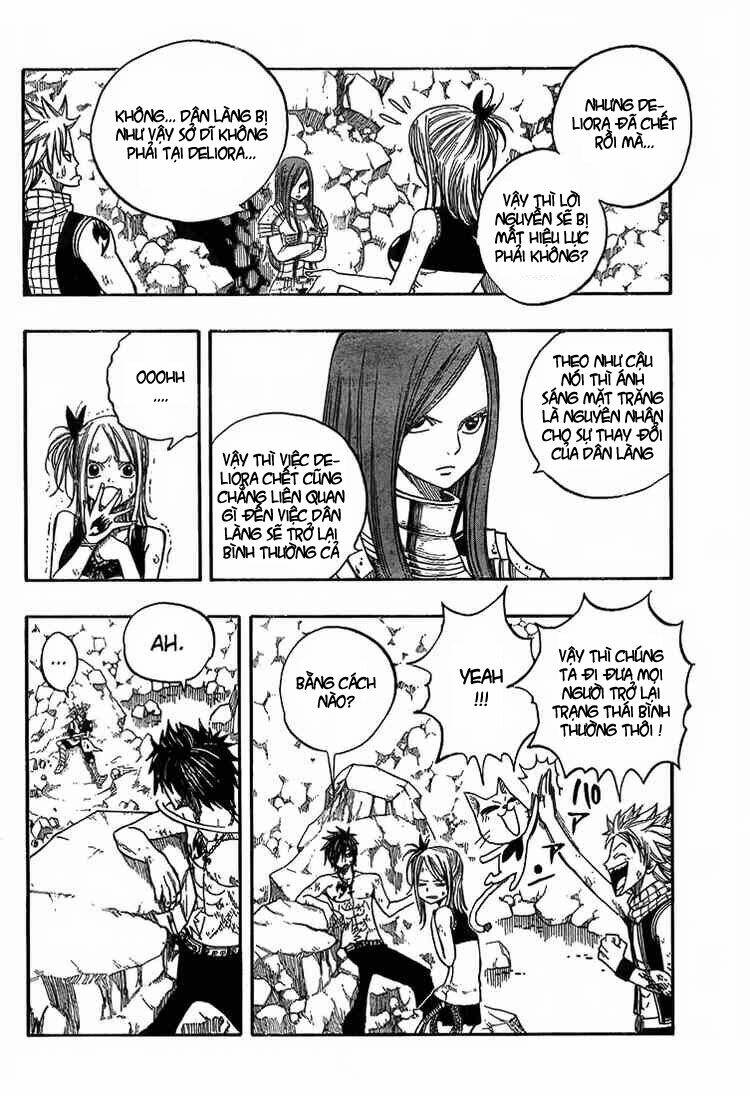 NHƯNG DE-
LIORA ĐÃ CHẾT
RỒI MÀ...
VẬY THÌ LỜI
NGUYỀN SẼ BỊ
MẤT HIỆU LỰC
PHẢI KHÔNG?
KHÔNG... DÂN LÀNG BỊ
NHƯ VẬY SỞ DĨ KHÔNG
PHẢI TẠI DELIORA...
THEO NHƯ CẬU
NÓI THÌ ÁNH
SÁNG MẶT TRĂNG
LÀ NGUYÊN NHÂN
CHO SỰ THAY ĐỔI
CỦA DÂN LÀNG
VẬY THÌ VIỆC DE-
LIORA CHẾT CŨNG
CHẲNG LIÊN QUAN
GÌ ĐẾN VIỆC DÂN
LÀNG SẼ TRỞ LẠI
BÌNH THƯỜNG CẢ
OOOHH
....
VẬY THÌ CHÚNG
TA ĐI ĐƯA MỌI
NGƯỜI TRỞ LẠI
TRẠNG THÁI BÌNH
THƯỜNG THÔI !
YEAH
!!!
BẰNG CÁCH
NÀO?
AH.
...